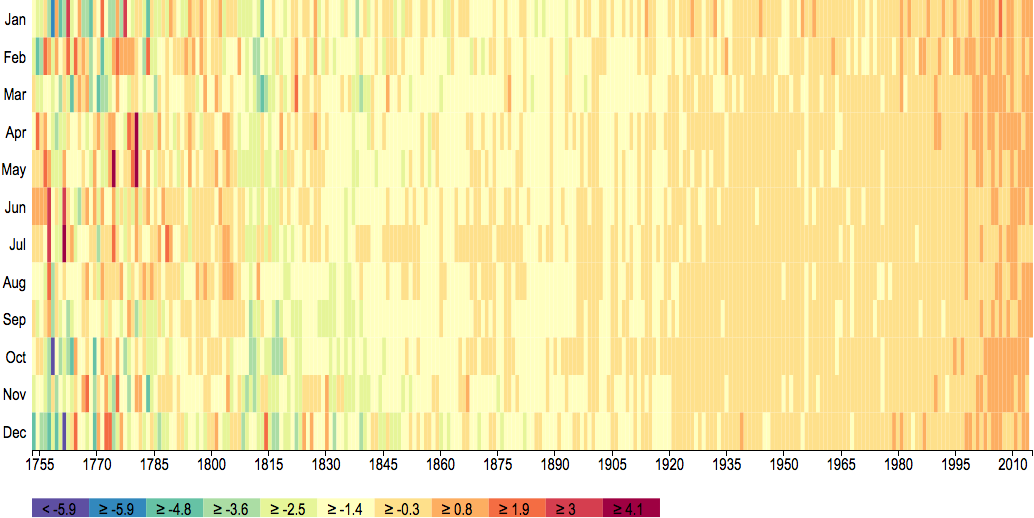 Jan
Feb
Mar
Apr
May
Jun
Jul
Aug
Sep
Oct
Nov
Dec
1755 1770 1785 1800 1815 1830 1845 1860 1875 1890 1905 1920 1935 1950 1965 1980 1995 2010
< -5.9 ≥ -5.9 ≥ -4.8 ≥ -3.6 ≥ -2.5 ≥ -1.4 ≥ -0.3 ≥ 0.8 ≥ 1.9 ≥ 3 ≥ 4.1